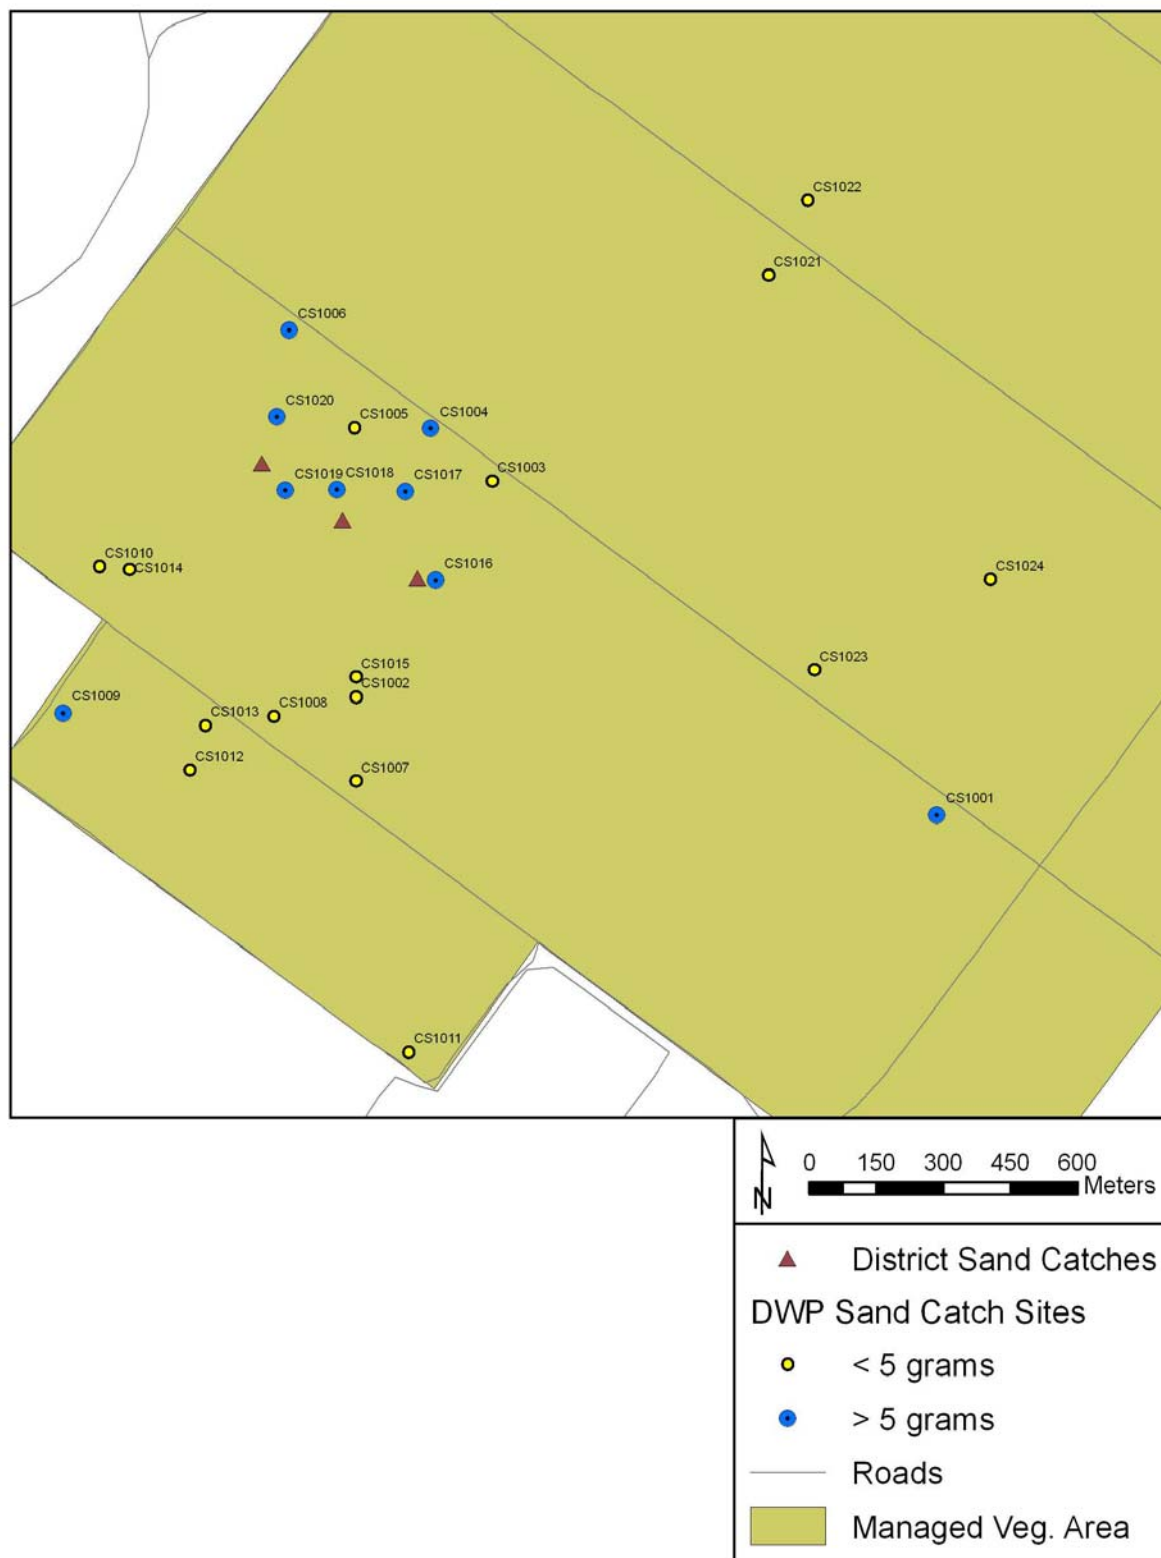 CS1022
CS1021
CS1006
CS1020
CS1005
CS1004
CS1003
CS1019
CS1018
CS1017
CS1010
CS1014
CS1016
CS1024
CS1015
CS1023
CS1002
CS1009
CS1008
CS1013
CS1012
CS1007
CS1001
CS1011
N
0 150 300 450 600
Meters
District Sand Catches
DWP Sand Catch Sites
< 5 grams
> 5 grams
Roads
Managed Veg. Area